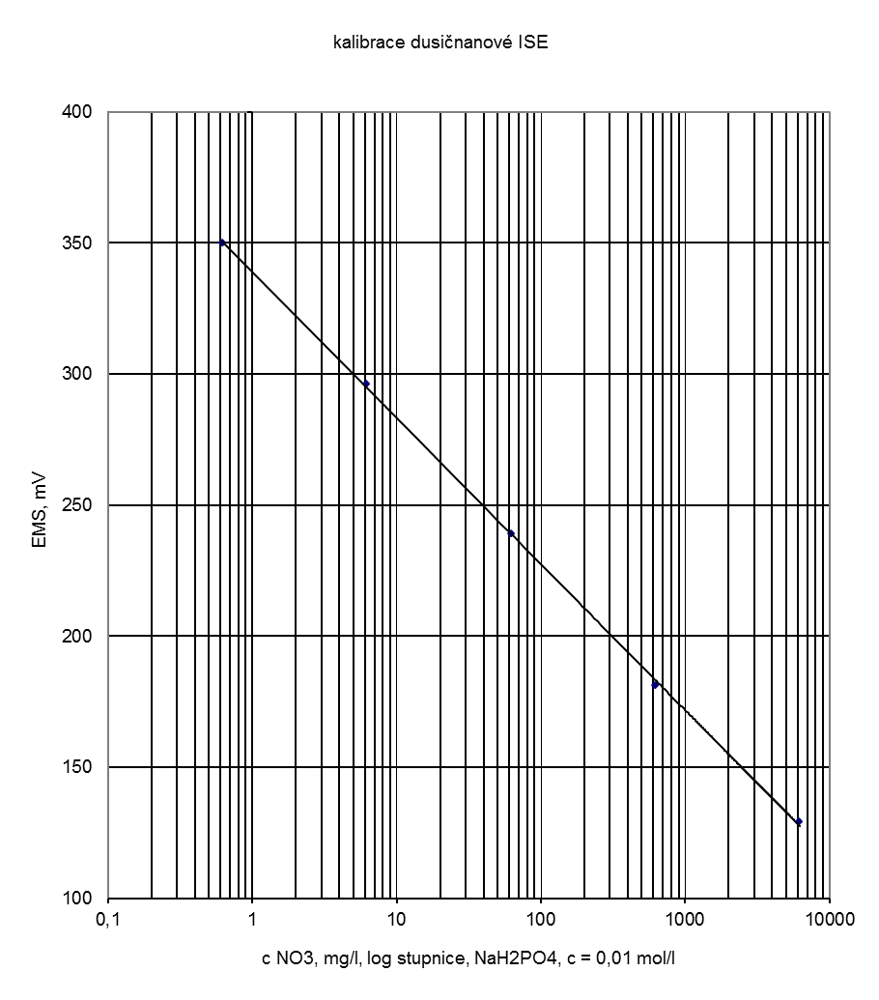 kalibrace dusičnanové ISE
400
350
300
250
200
150
100
EMS, mV
0,1 1 10 100 1000 10000
c NO3, mg/l, log stupnice, NaH2PO4, c = 0,01 mol/l